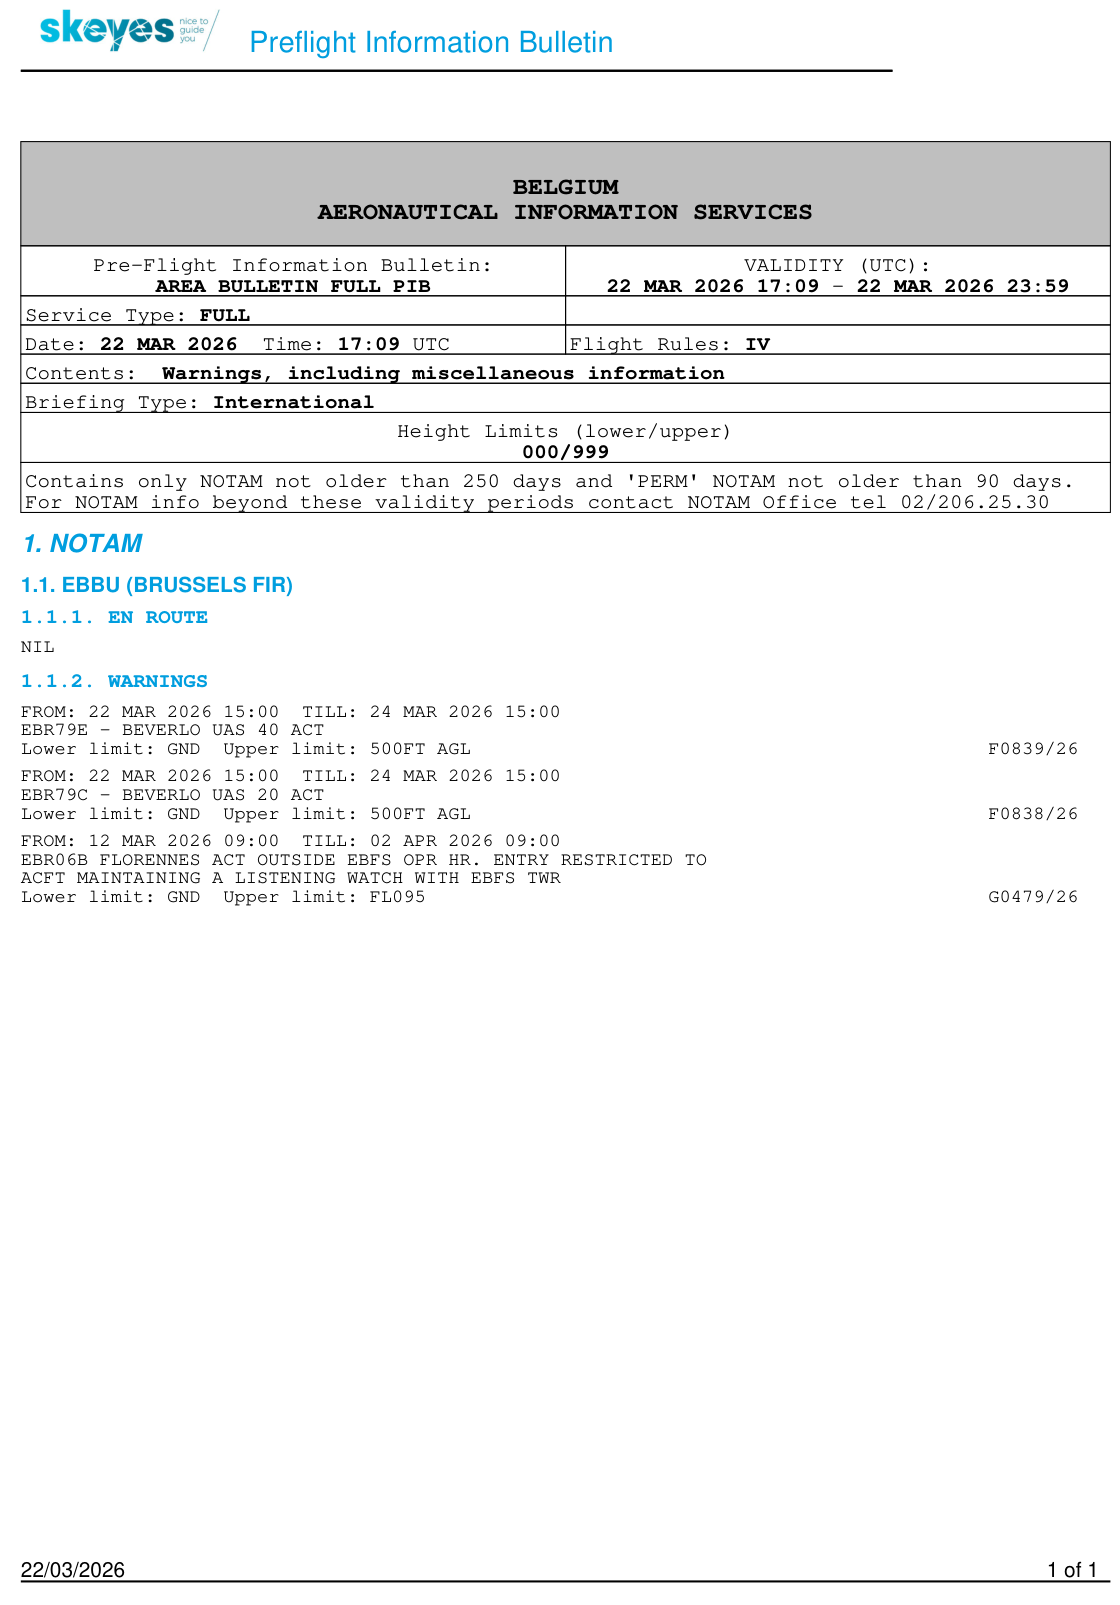 skeyes nice to guide you
Preflight Information Bulletin
BELGIUM
AERONAUTICAL INFORMATION SERVICES
Pre-Flight Information Bulletin:
AREA BULLETIN FULL PIB
VALIDITY (UTC):
22 MAR 2026 17:09 - 22 MAR 2026 23:59
Service Type: FULL
Date: 22 MAR 2026  Time: 17:09 UTC
Flight Rules: IV
Contents:  Warnings, including miscellaneous information
Briefing Type: International
Height Limits (lower/upper)
000/999
Contains only NOTAM not older than 250 days and 'PERM' NOTAM not older than 90 days.
For NOTAM info beyond these validity periods contact NOTAM Office tel 02/206.25.30
1. NOTAM
1.1. EBBU (BRUSSELS FIR)
1.1.1. EN ROUTE
NIL
1.1.2. WARNINGS
FROM: 22 MAR 2026 15:00  TILL: 24 MAR 2026 15:00
EBR79E - BEVERLO UAS 40 ACT
Lower limit: GND  Upper limit: 500FT AGL F0839/26
FROM: 22 MAR 2026 15:00  TILL: 24 MAR 2026 15:00
EBR79C - BEVERLO UAS 20 ACT
Lower limit: GND  Upper limit: 500FT AGL F0838/26
FROM: 12 MAR 2026 09:00  TILL: 02 APR 2026 09:00
EBR06B FLORENNES ACT OUTSIDE EBFS OPR HR. ENTRY RESTRICTED TO
ACFT MAINTAINING A LISTENING WATCH WITH EBFS TWR
Lower limit: GND  Upper limit: FL095 G0479/26
22/03/2026 1 of 1